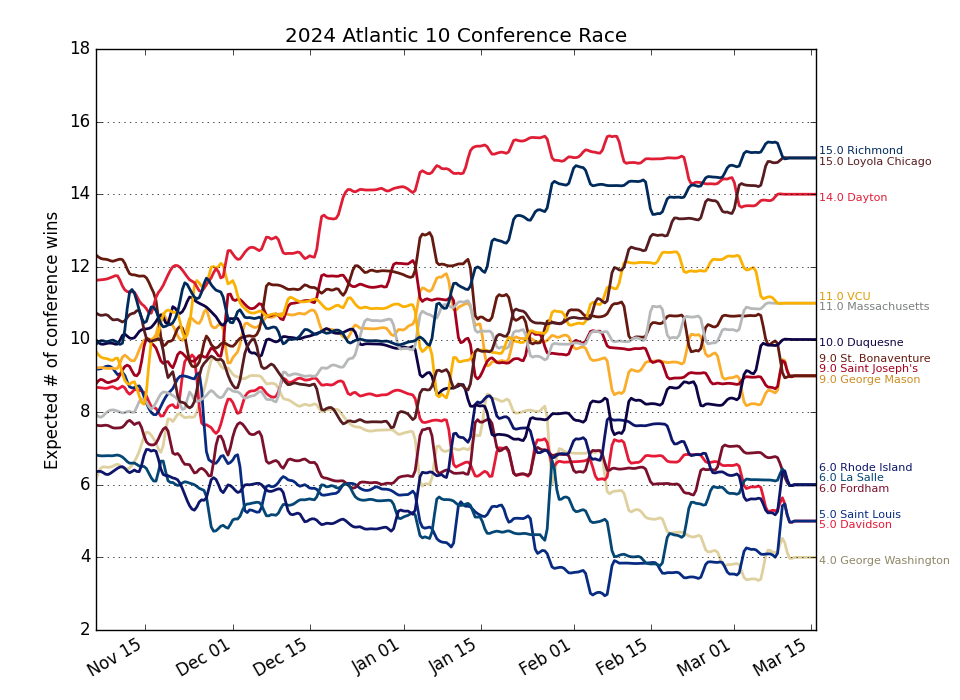 2024 Atlantic 10 Conference Race
Expected # of conference wins
18
16
14
12
10
8
6
4
2
Nov 15
Dec 01
Dec 15
Jan 01
Jan 15
Feb 01
Feb 15
Mar 01
Mar 15
15.0 Richmond
15.0 Loyola Chicago
14.0 Dayton
11.0 VCU
11.0 Massachusetts
10.0 Duquesne
9.0 St. Bonaventure
9.0 Saint Joseph's
9.0 George Mason
6.0 Rhode Island
6.0 La Salle
6.0 Fordham
5.0 Saint Louis
5.0 Davidson
4.0 George Washington